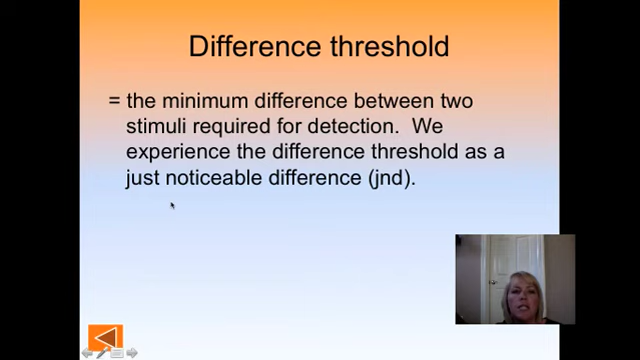 Difference threshold
= the minimum difference between two
stimuli required for detection.  We
experience the difference threshold as a
just noticeable difference (jnd).